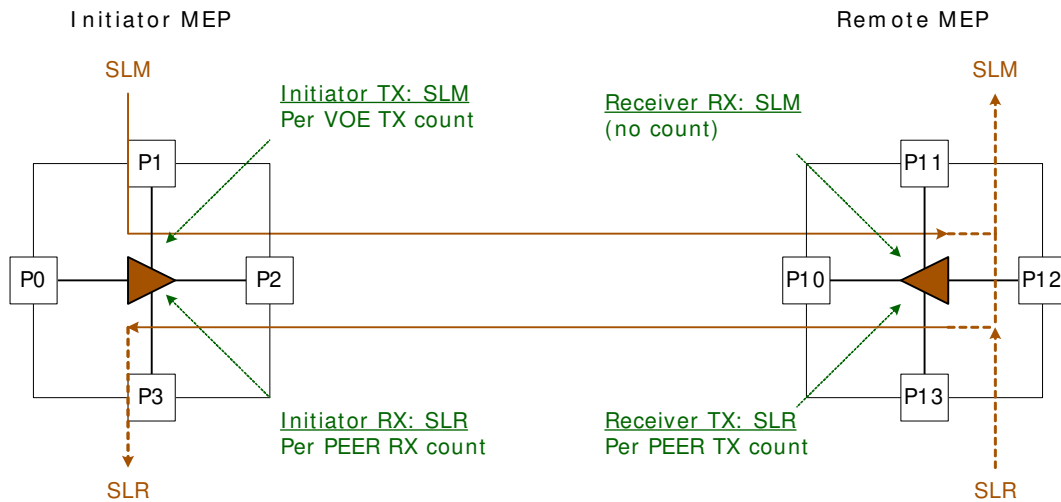 Initiator MEP
Remote MEP
SLM
SLM
Initiator TX: SLM
Per VOE TX count
Receiver RX: SLM
(no count)
P1
P11
P0
P2
P10
P12
P3
P13
Initiator RX: SLR
Per PEER RX count
Receiver TX: SLR
Per PEER TX count
SLR
SLR